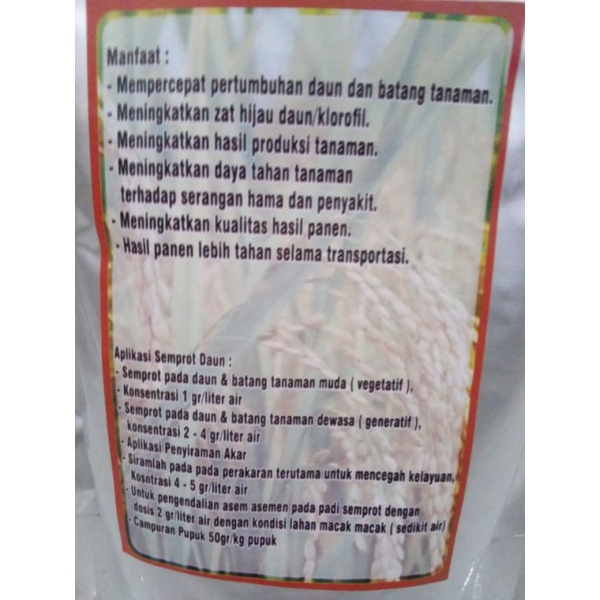 Manfaat :
- Mempercepat pertumbuhan daun dan batang tanaman.
- Meningkatkan zat hijau daun/klorofil.
- Meningkatkan hasil produksi tanaman.
- Meningkatkan daya tahan tanaman
terhadap serangan hama dan penyakit.
- Meningkatkan kualitas hasil panen.
- Hasil panen lebih tahan selama transportasi.
Aplikasi Semprot Daun :
- Semprot pada daun & batang tanaman muda ( vegetatif ),
- Konsentrasi 1 gr/liter air
- Semprot pada daun & batang tanaman dewasa ( generatif ),
konsentrasi 2 - 4 gr/liter air
- Aplikasi Penyiraman Akar
- Siramlah pada pada perakaran terutama untuk mencegah kelayuan,
Kosntrasi 4 - 5 gr/liter air
- Untuk pengendalian asem asemen pada padi semprot dengan
dosis 2 gr/liter air dengan kondisi lahan macak macak ( sedikit air)
- Campuran Pupuk 50gr/kg pupuk